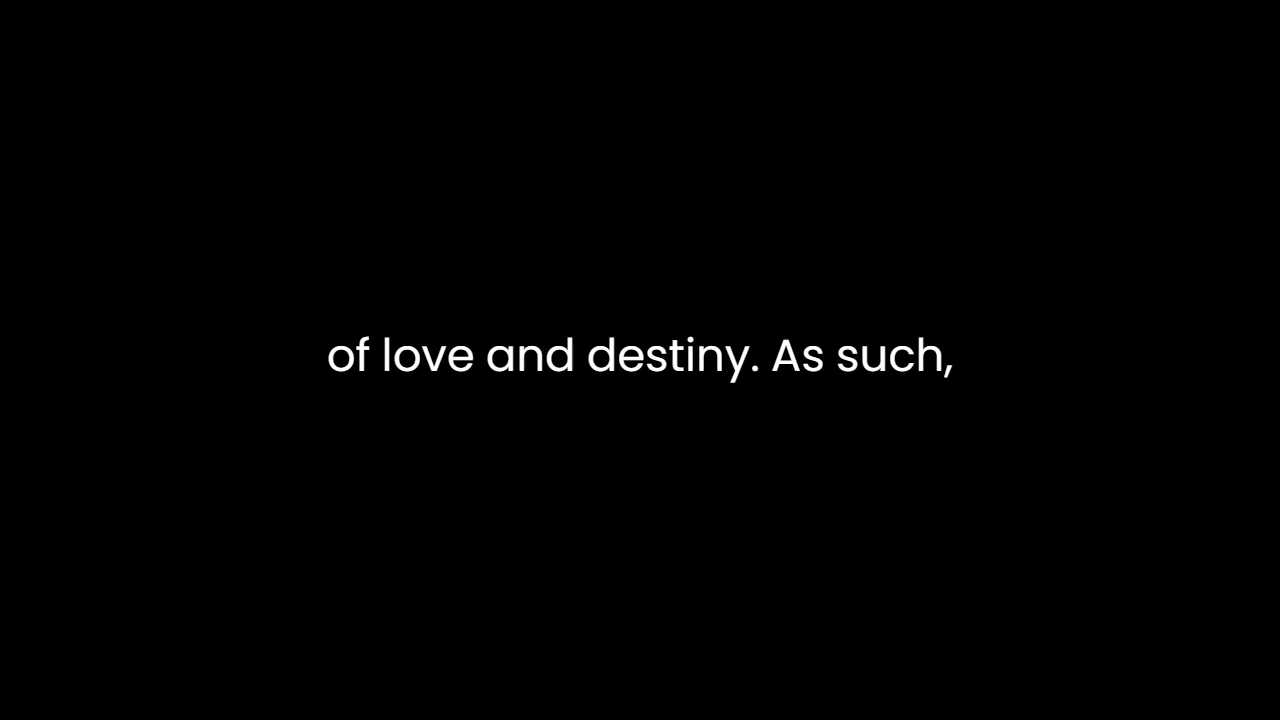 of love and destiny. As such,